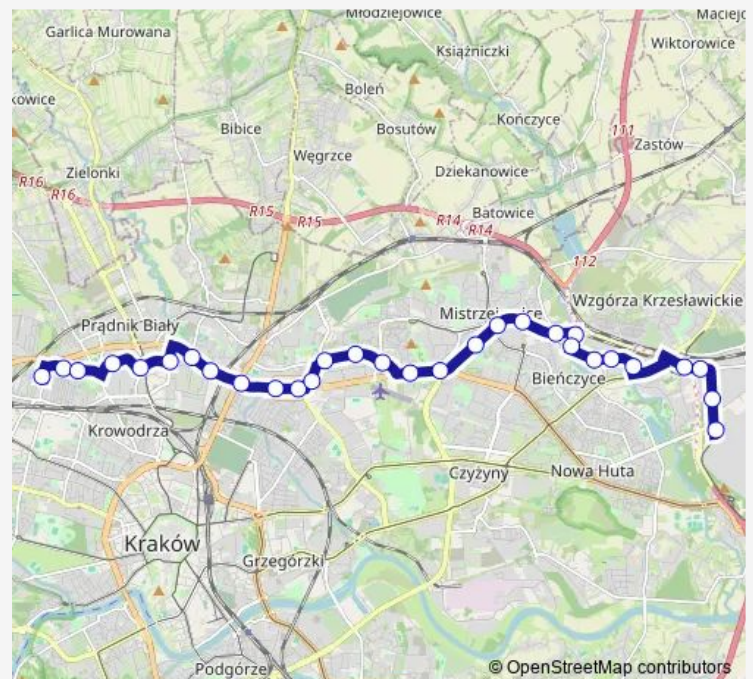 Młodziejowice
Garlica Murowana
Maciejo
Książniczki
Wiktorowice
kowice
Boleń
Kończyce
Bibice
Bosutów
111
Węgrzce
Zastów
Zielonki
Dziekanowice
R16
R16
R15
R15
R14
R14
Batowice
112
Wzgórza Krzesławickie
Prądnik Biały
Bieńczyce
Krowodrza
Czyżyny
Nowa Huta
Kraków
Grzegórzki
Podgórze
© OpenStreetMap contributors